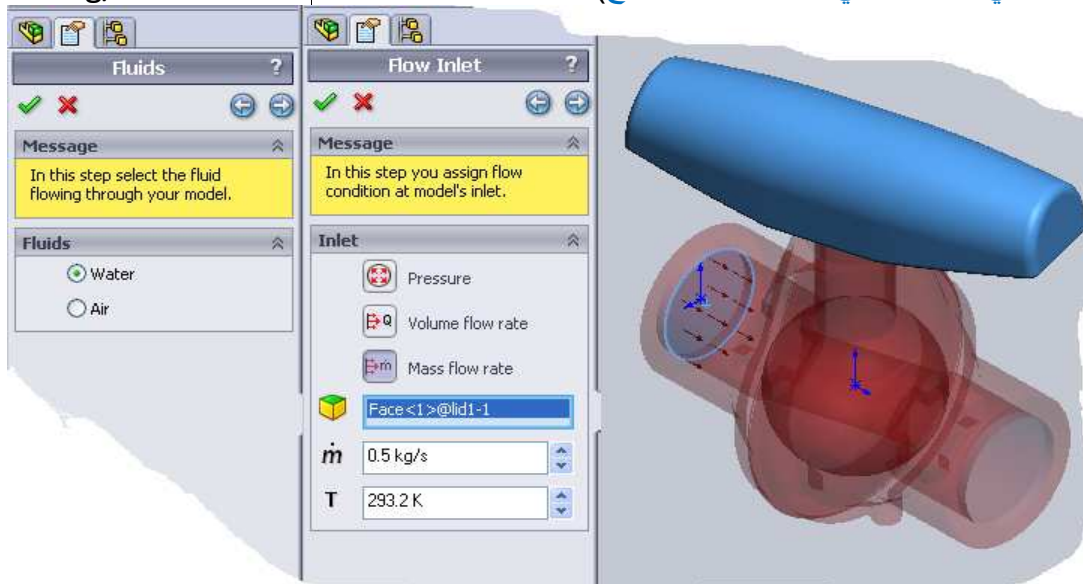 Fluids ?
Message
In this step select the fluid
flowing through your model.
Fluids
Water
Air
Flow Inlet ?
Message
In this step you assign flow
condition at model's inlet.
Inlet
Pressure
Q Volume flow rate
ṁ Mass flow rate
Face<1>@lid1-1
ṁ 0.5 kg/s
T 293.2 K